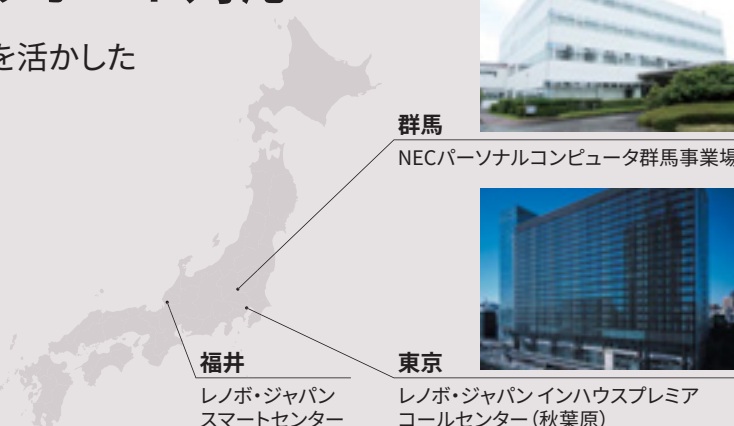 を活かした
群馬
NECパーソナルコンピュータ群馬事業場
福井
レノボ・ジャパン
スマートセンター
東京
レノボ・ジャパン インハウスプレミア
コールセンター（秋葉原）